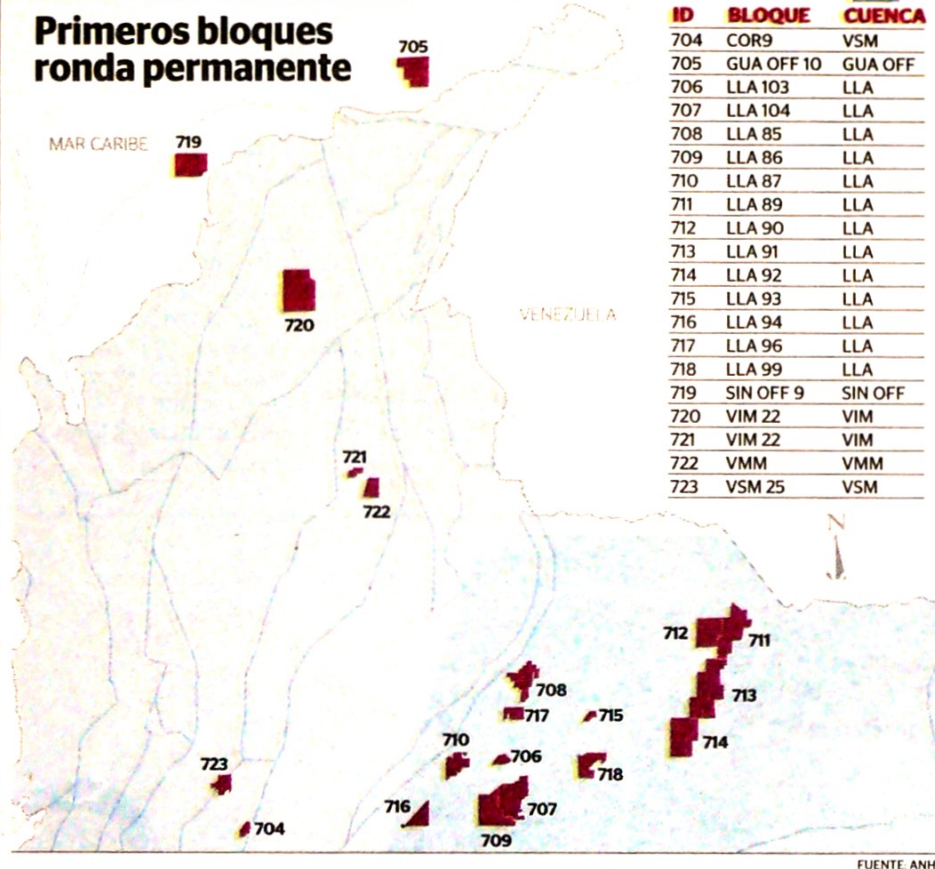 Primeros bloques
ronda permanente
ID BLOQUE CUENCA
704 COR9 VSM
705 GUA OFF 10 GUA OFF
706 LLA 103 LLA
707 LLA 104 LLA
708 LLA 85 LLA
709 LLA 86 LLA
710 LLA 87 LLA
711 LLA 89 LLA
712 LLA 90 LLA
713 LLA 91 LLA
714 LLA 92 LLA
715 LLA 93 LLA
716 LLA 94 LLA
717 LLA 96 LLA
718 LLA 99 LLA
719 SIN OFF 9 SIN OFF
720 VIM 22 VIM
721 VIM 22 VIM
722 VMM VMM
723 VSM 25 VSM
705
MAR CARIBE
719
720
VENEZUELA
721
722
N
712
711
708
713
717
715
714
710
706
718
723
716
707
704
709
FUENTE: ANH